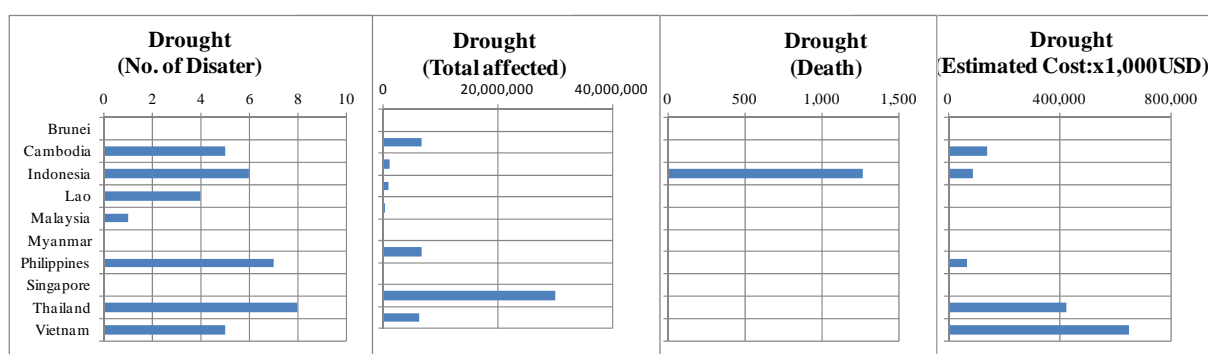 Drought
(No. of Disater)
0 2 4 6 8 10
Brunei
Cambodia
Indonesia
Lao
Malaysia
Myanmar
Philippines
Singapore
Thailand
Vietnam
Drought
(Total affected)
0 20,000,000 40,000,000
Drought
(Death)
0 500 1,000 1,500
Drought
(Estimated Cost:x1,000USD)
0 400,000 800,000